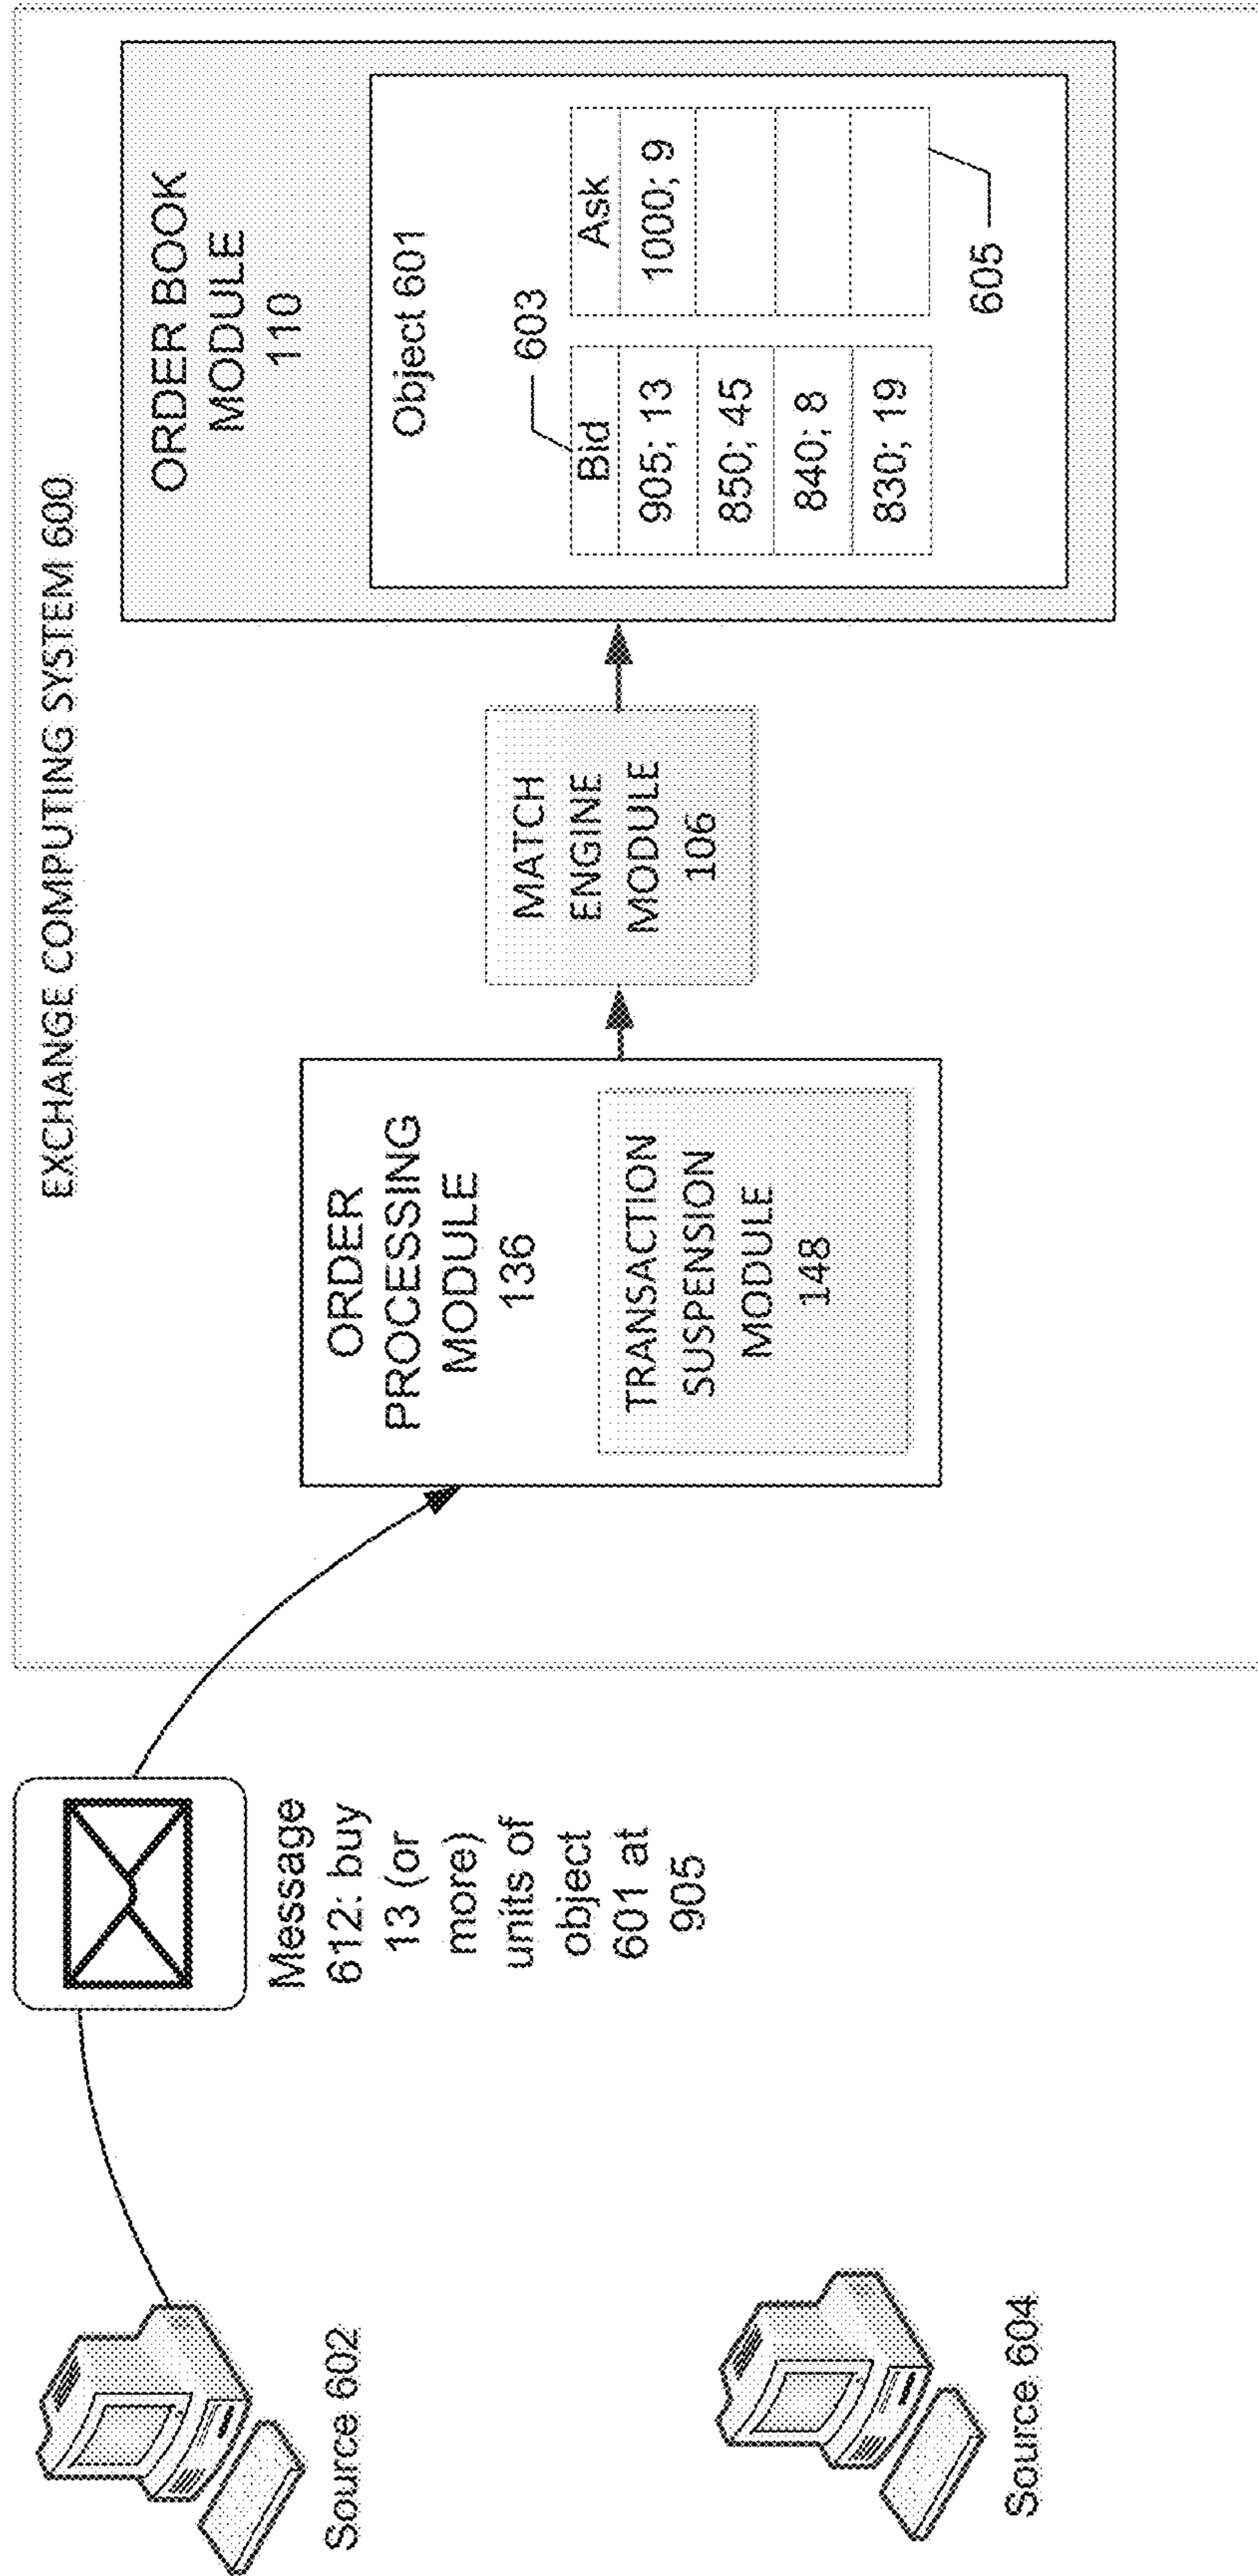 EXCHANGE COMPUTING SYSTEM 600
Source 602
Source 604
Message
612: buy
13 (or
more)
units of
object
601 at
905
ORDER
PROCESSING
MODULE
136
TRANSACTION
SUSPENSION
MODULE
148
MATCH
ENGINE
MODULE
106
ORDER BOOK
MODULE
110
Object 601
603
Bid
905; 13
850; 45
840; 8
830; 19
Ask
1000; 9
605